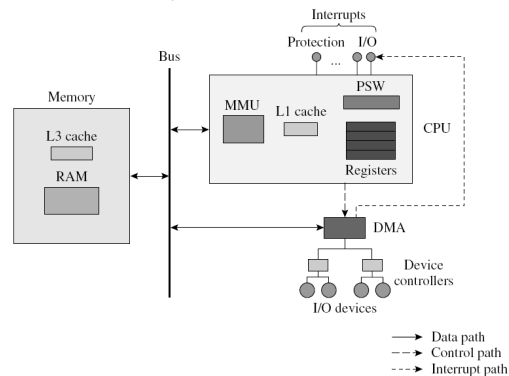 Interrupts
Protection ... I/O
Bus
PSW
Memory
MMU
L1 cache
CPU
L3 cache
RAM
Registers
DMA
Device
controllers
I/O devices
Data path
Control path
Interrupt path